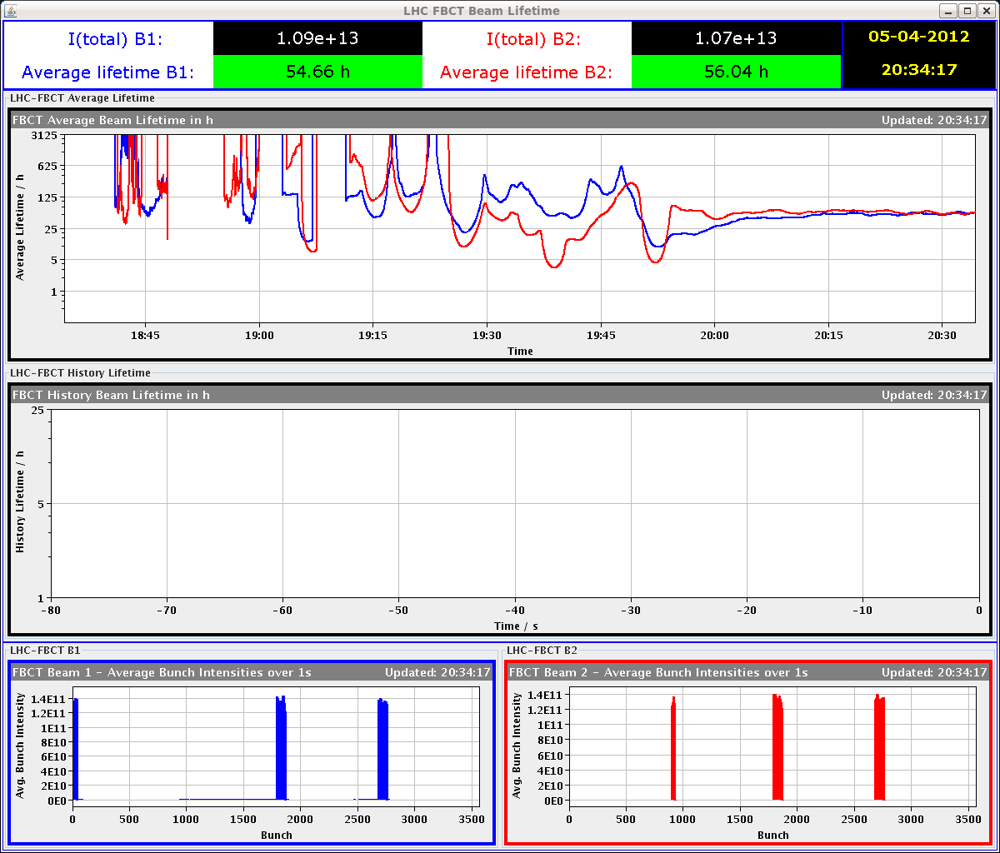 LHC FBCT Beam Lifetime
I(total) B1: 1.09e+13 I(total) B2: 1.07e+13 05-04-2012
Average lifetime B1: 54.66 h Average lifetime B2: 56.04 h 20:34:17
LHC-FBCT Average Lifetime
FBCT Average Beam Lifetime in h Updated: 20:34:17
Average Lifetime / h
3125
625
125
25
5
1
18:45 19:00 19:15 19:30 19:45 20:00 20:15 20:30
Time
LHC-FBCT History Lifetime
FBCT History Beam Lifetime in h Updated: 20:34:17
History Lifetime / h
25
5
1
-80 -70 -60 -50 -40 -30 -20 -10 0
Time / s
LHC-FBCT B1
FBCT Beam 1 - Average Bunch Intensities over 1s Updated: 20:34:17
Avg. Bunch Intensity
1.4E11
1.2E11
1E11
8E10
6E10
4E10
2E10
0E0
0 500 1000 1500 2000 2500 3000 3500
Bunch
LHC-FBCT B2
FBCT Beam 2 - Average Bunch Intensities over 1s Updated: 20:34:17
Avg. Bunch Intensity
1.4E11
1.2E11
1E11
8E10
6E10
4E10
2E10
0E0
0 500 1000 1500 2000 2500 3000 3500
Bunch